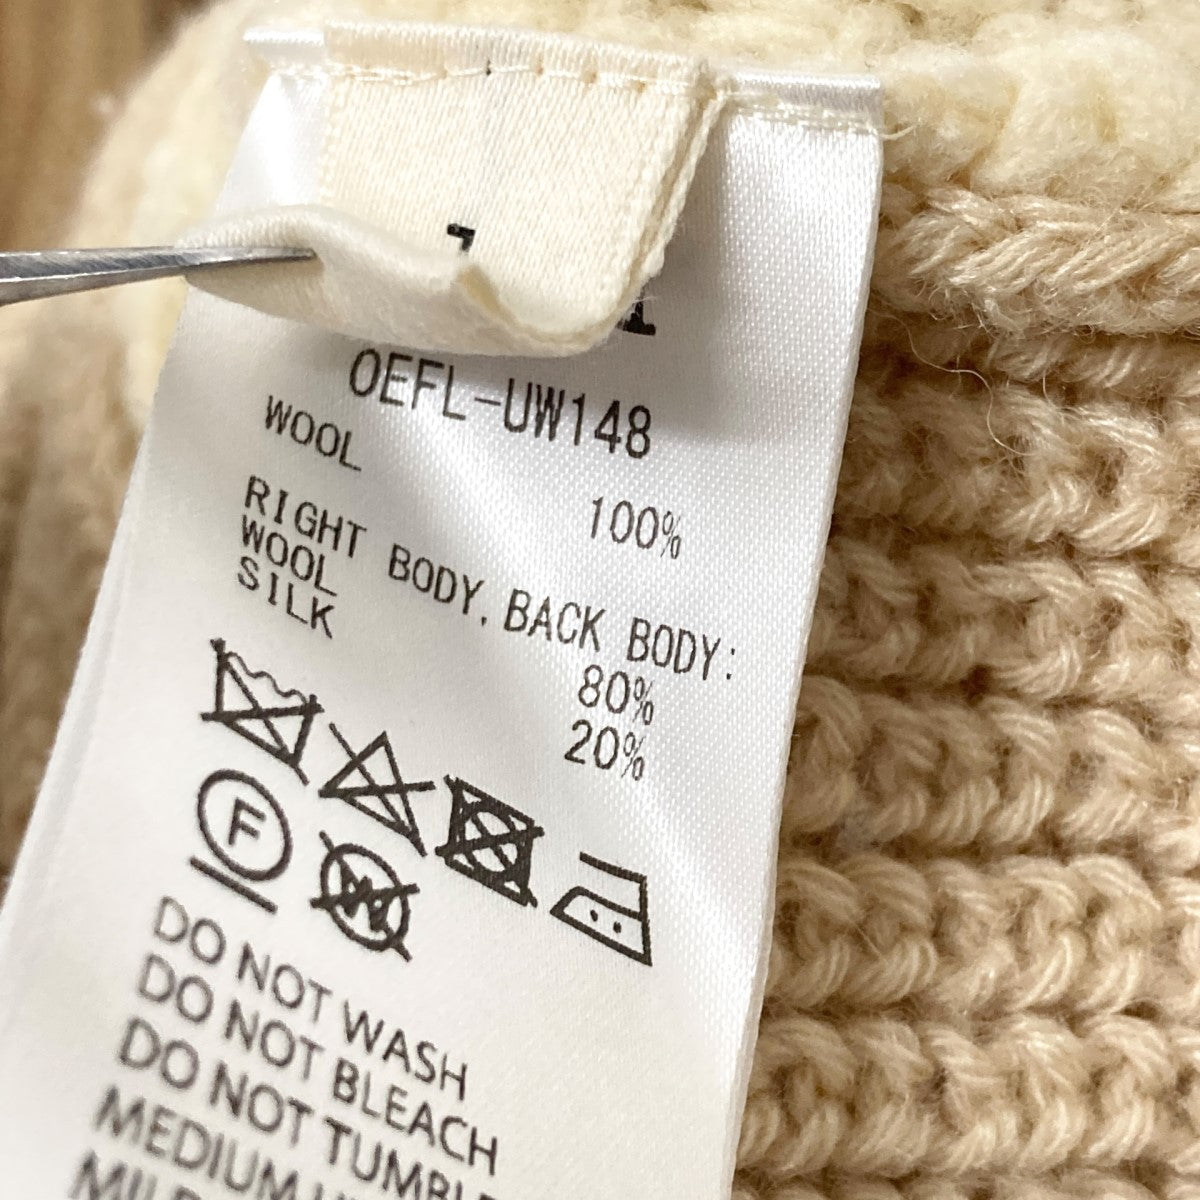 OEFL-UW148
WOOL 100%
RIGHT BODY, BACK BODY:
WOOL 80%
SILK 20%
F
W
DO NOT WASH
DO NOT BLEACH
DO NOT TUMBLE
MEDIUM